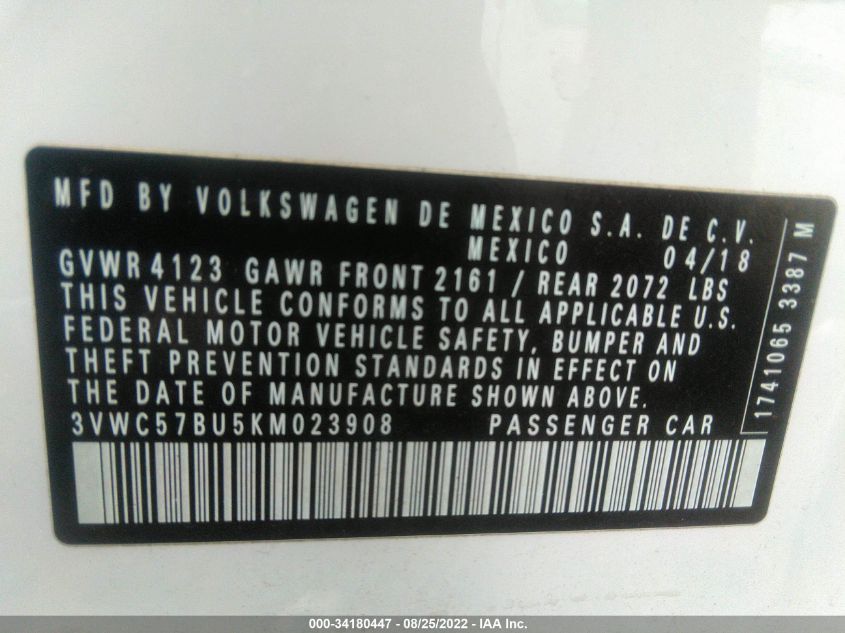 MFD BY VOLKSWAGEN DE MEXICO S.A. DE C.V.
MEXICO 04/18
GVWR 4123 GAWR FRONT 2161 / REAR 2072 LBS
THIS VEHICLE CONFORMS TO ALL APPLICABLE U.S.
FEDERAL MOTOR VEHICLE SAFETY, BUMPER AND
THEFT PREVENTION STANDARDS IN EFFECT ON
THE DATE OF MANUFACTURE SHOWN ABOVE.
3VWC57BU5KM023908 PASSENGER CAR
1741065 3387 M
000-34180447 - 08/25/2022 - IAA Inc.